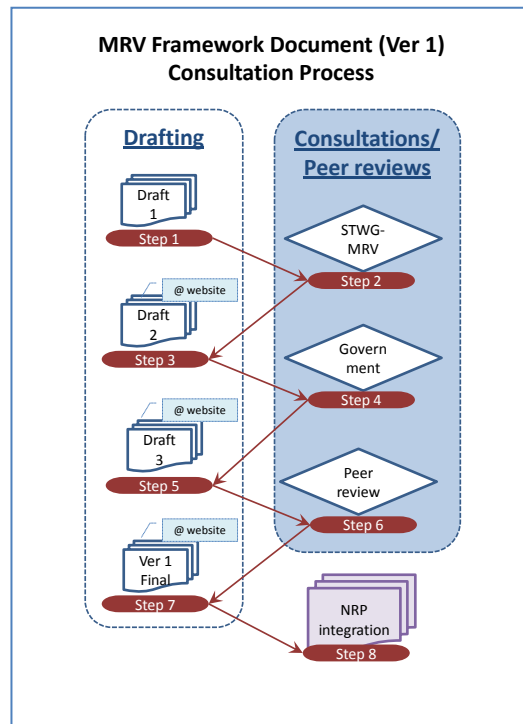 MRV Framework Document (Ver 1)
Consultation Process
Drafting
Consultations/
Peer reviews
Draft
1
Step 1
STWG-
MRV
Step 2
@ website
Draft
2
Step 3
Govern
ment
Step 4
@ website
Draft
3
Step 5
Peer
review
Step 6
@ website
Ver 1
Final
Step 7
NRP
integration
Step 8